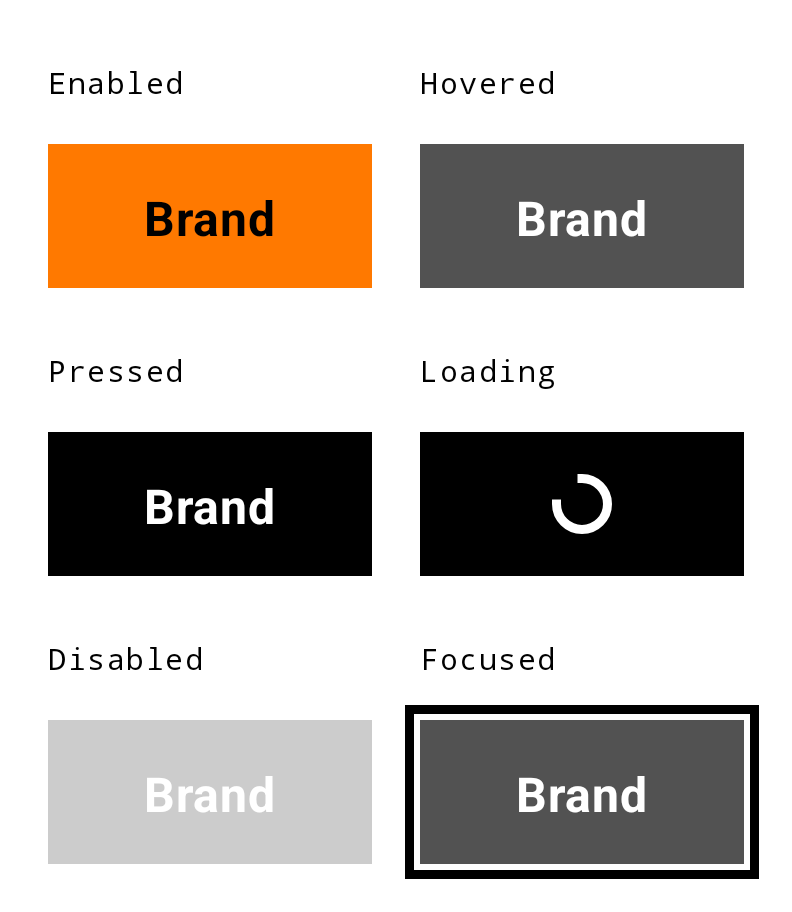 Enabled
Hovered
Brand
Brand
Pressed
Loading
Brand
Disabled
Focused
Brand
Brand